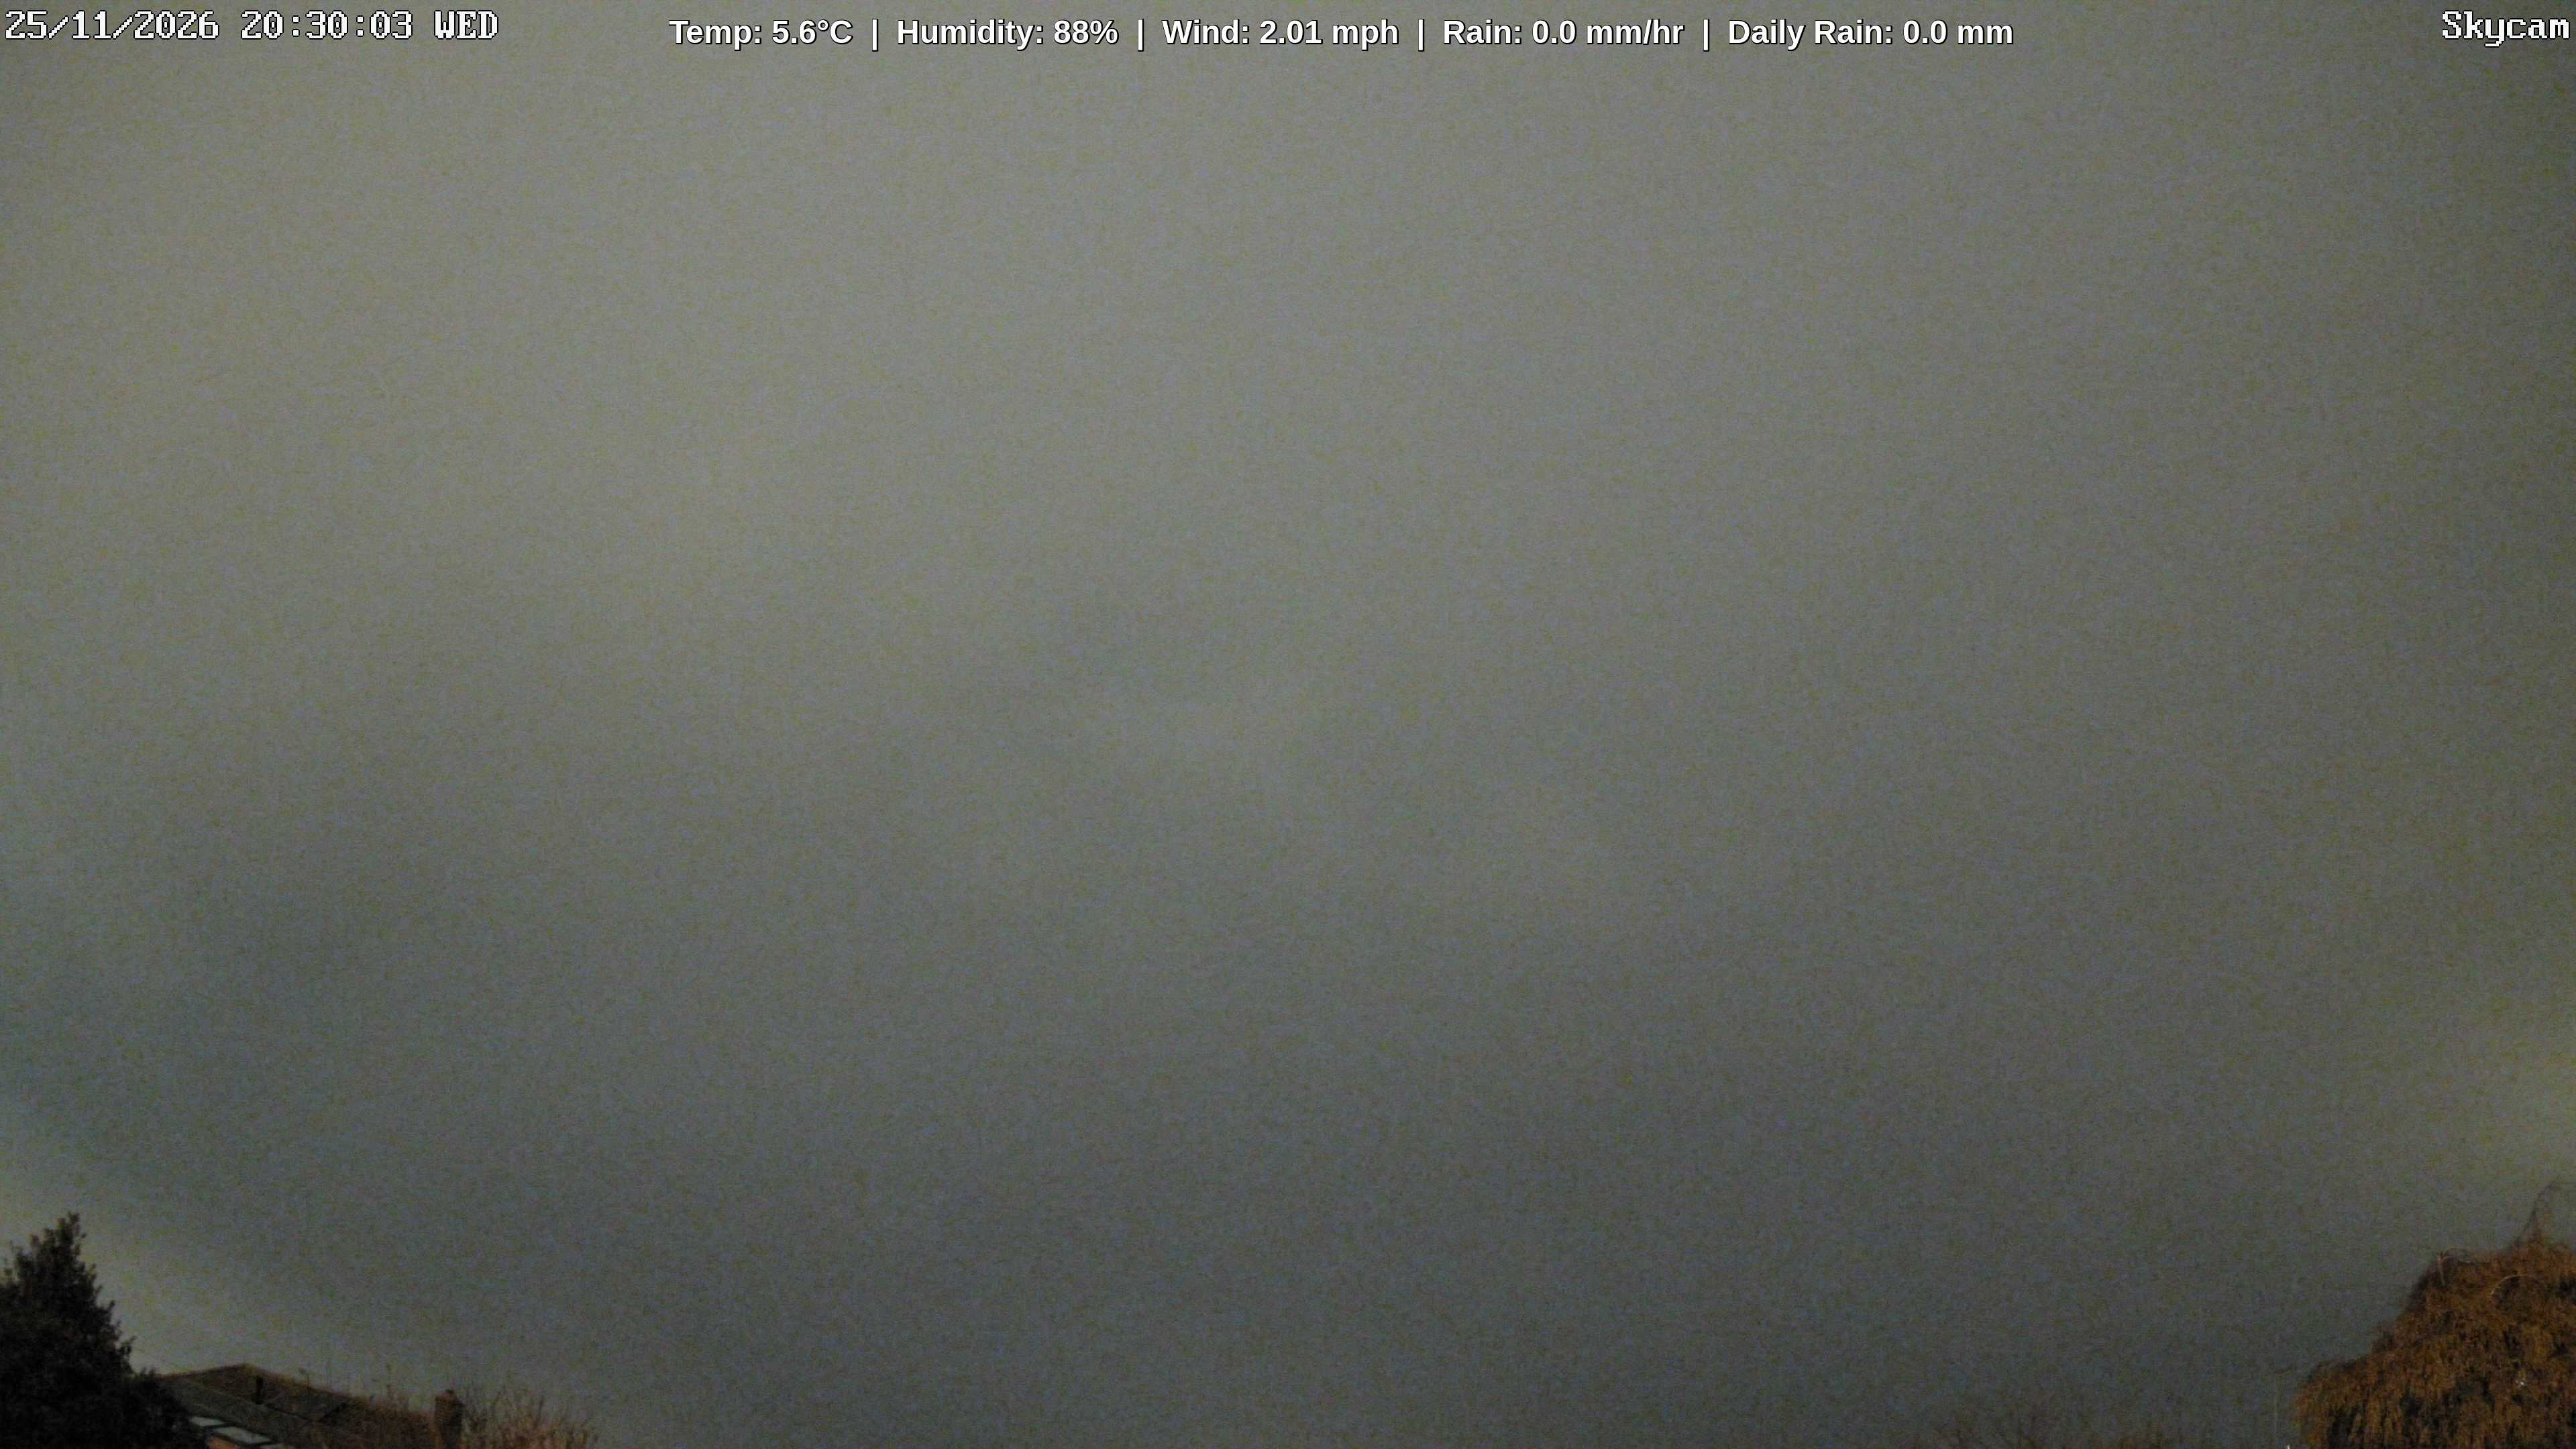 25/11/2026 20:30:03 WED
Temp: 5.6°C | Humidity: 88% | Wind: 2.01 mph | Rain: 0.0 mm/hr | Daily Rain: 0.0 mm
Skycam